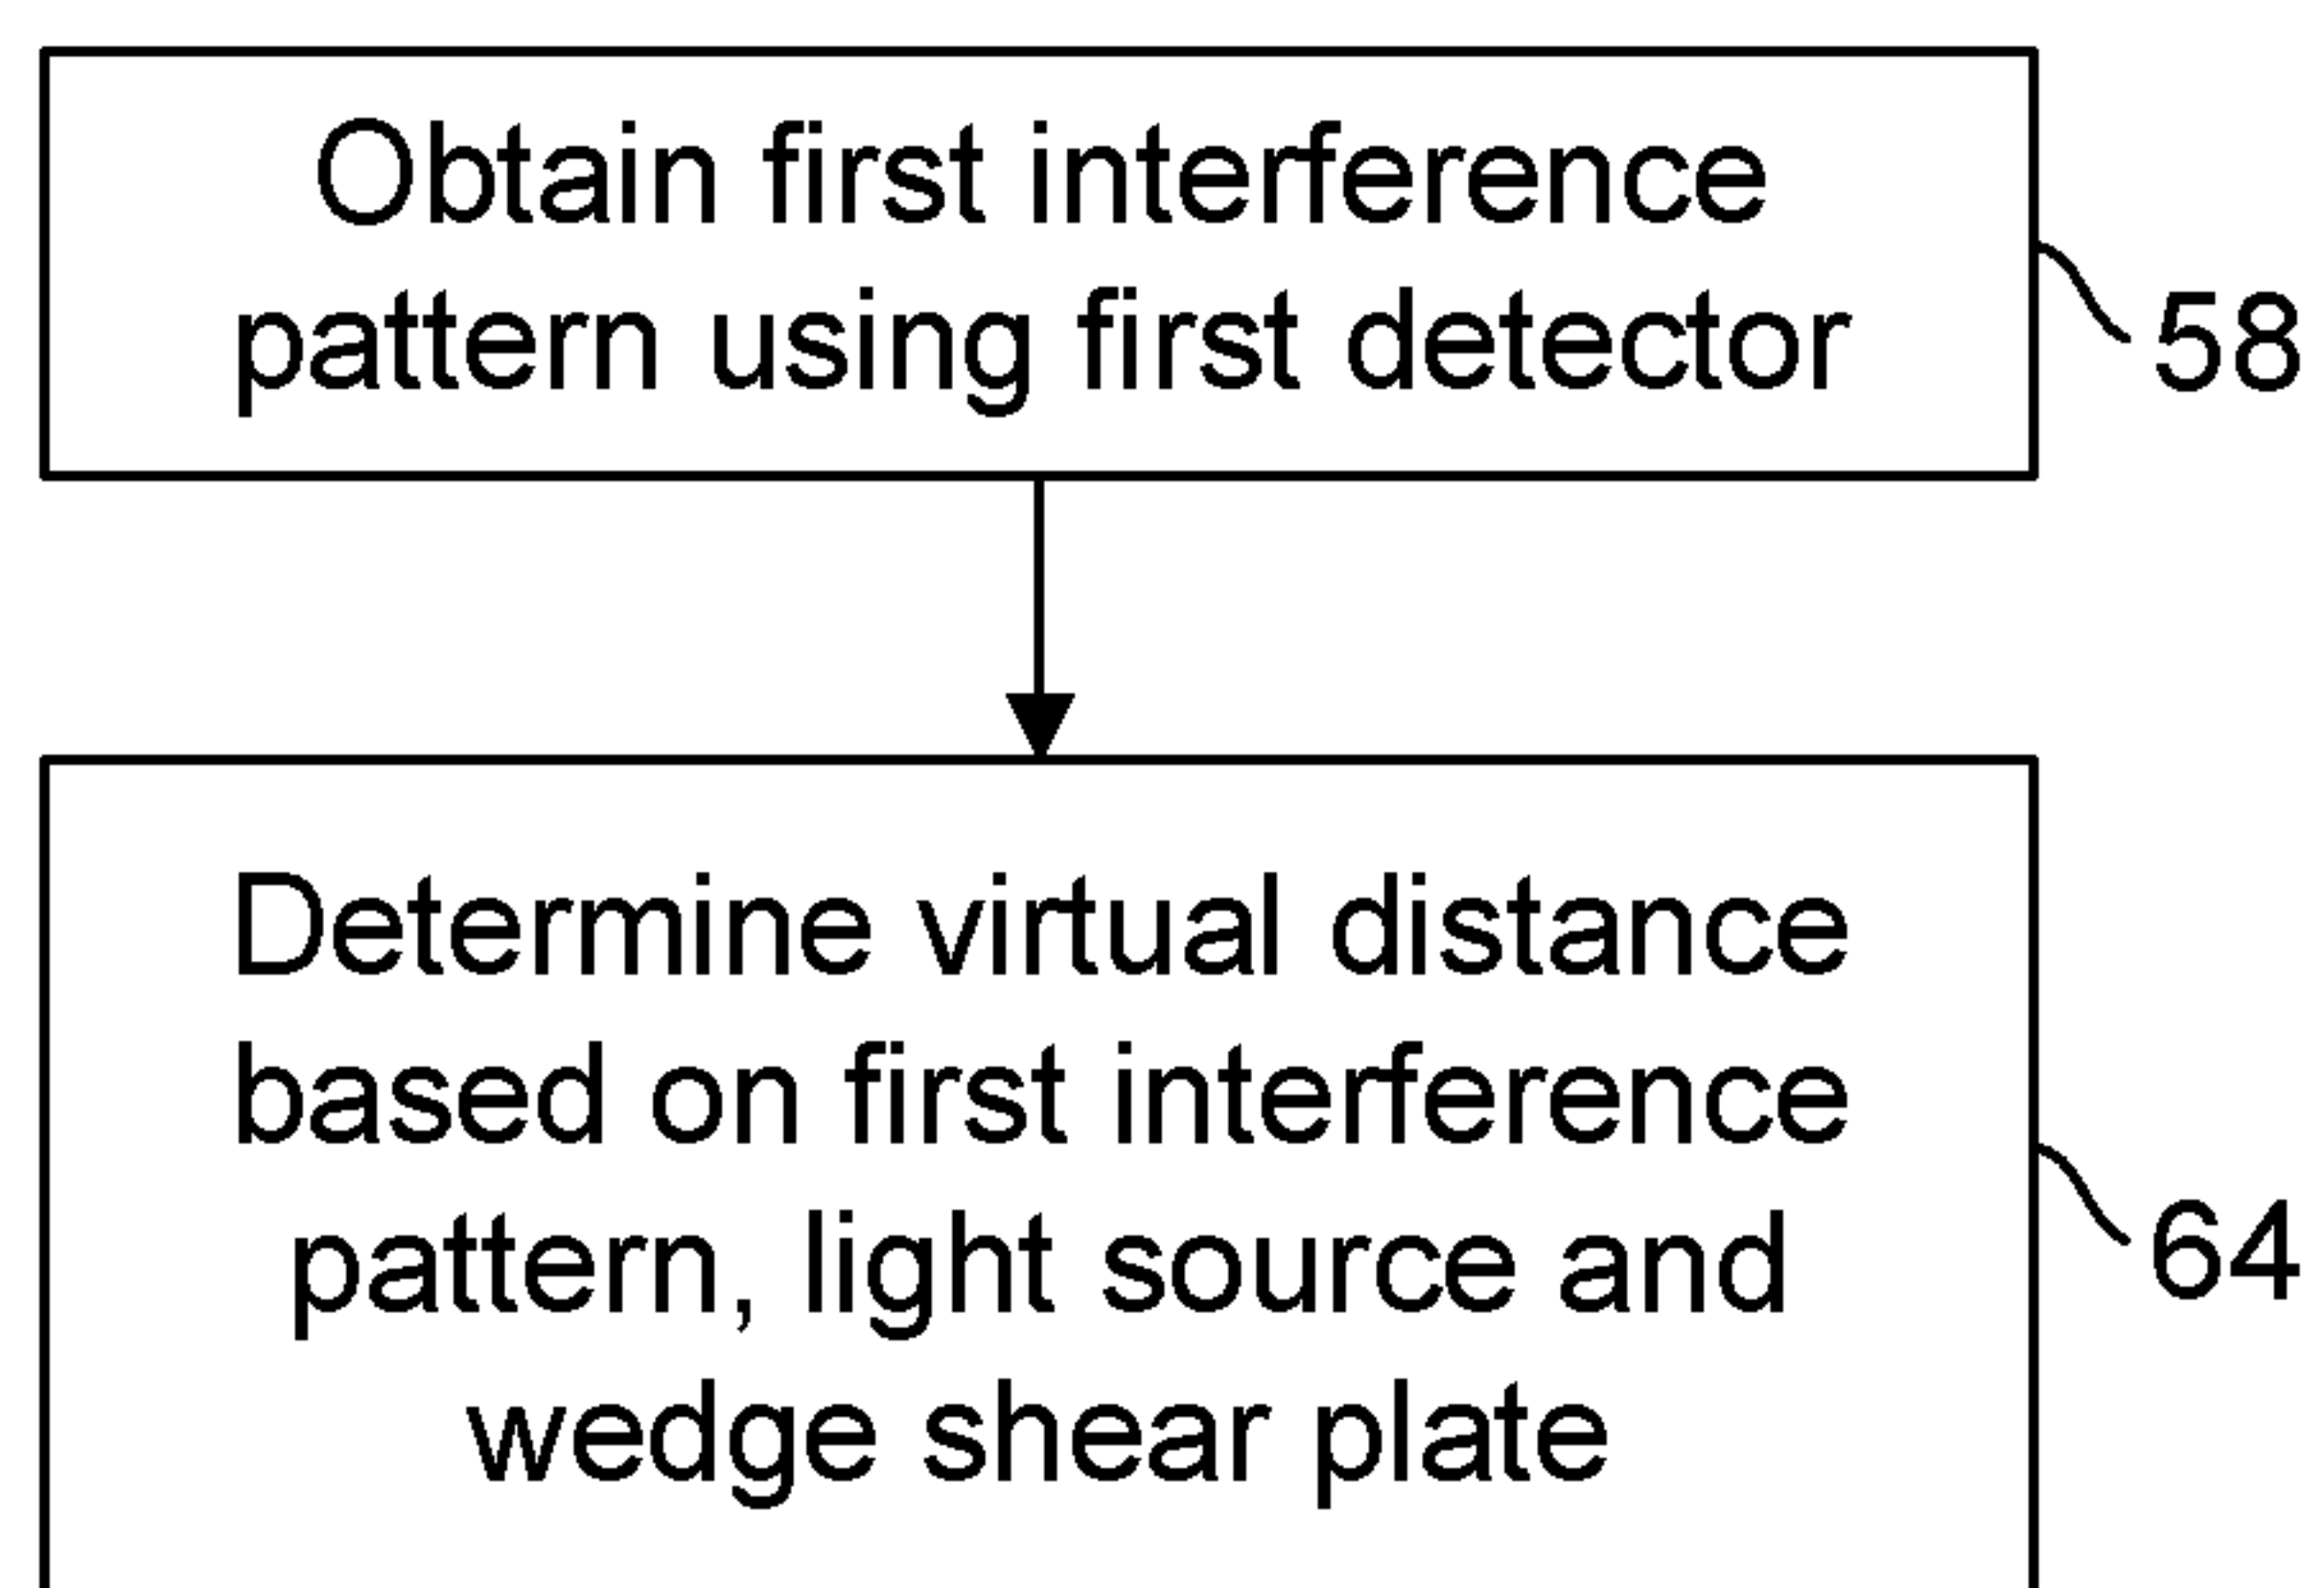 Obtain first interference
pattern using first detector
58
Determine virtual distance
based on first interference
pattern, light source and
wedge shear plate
64